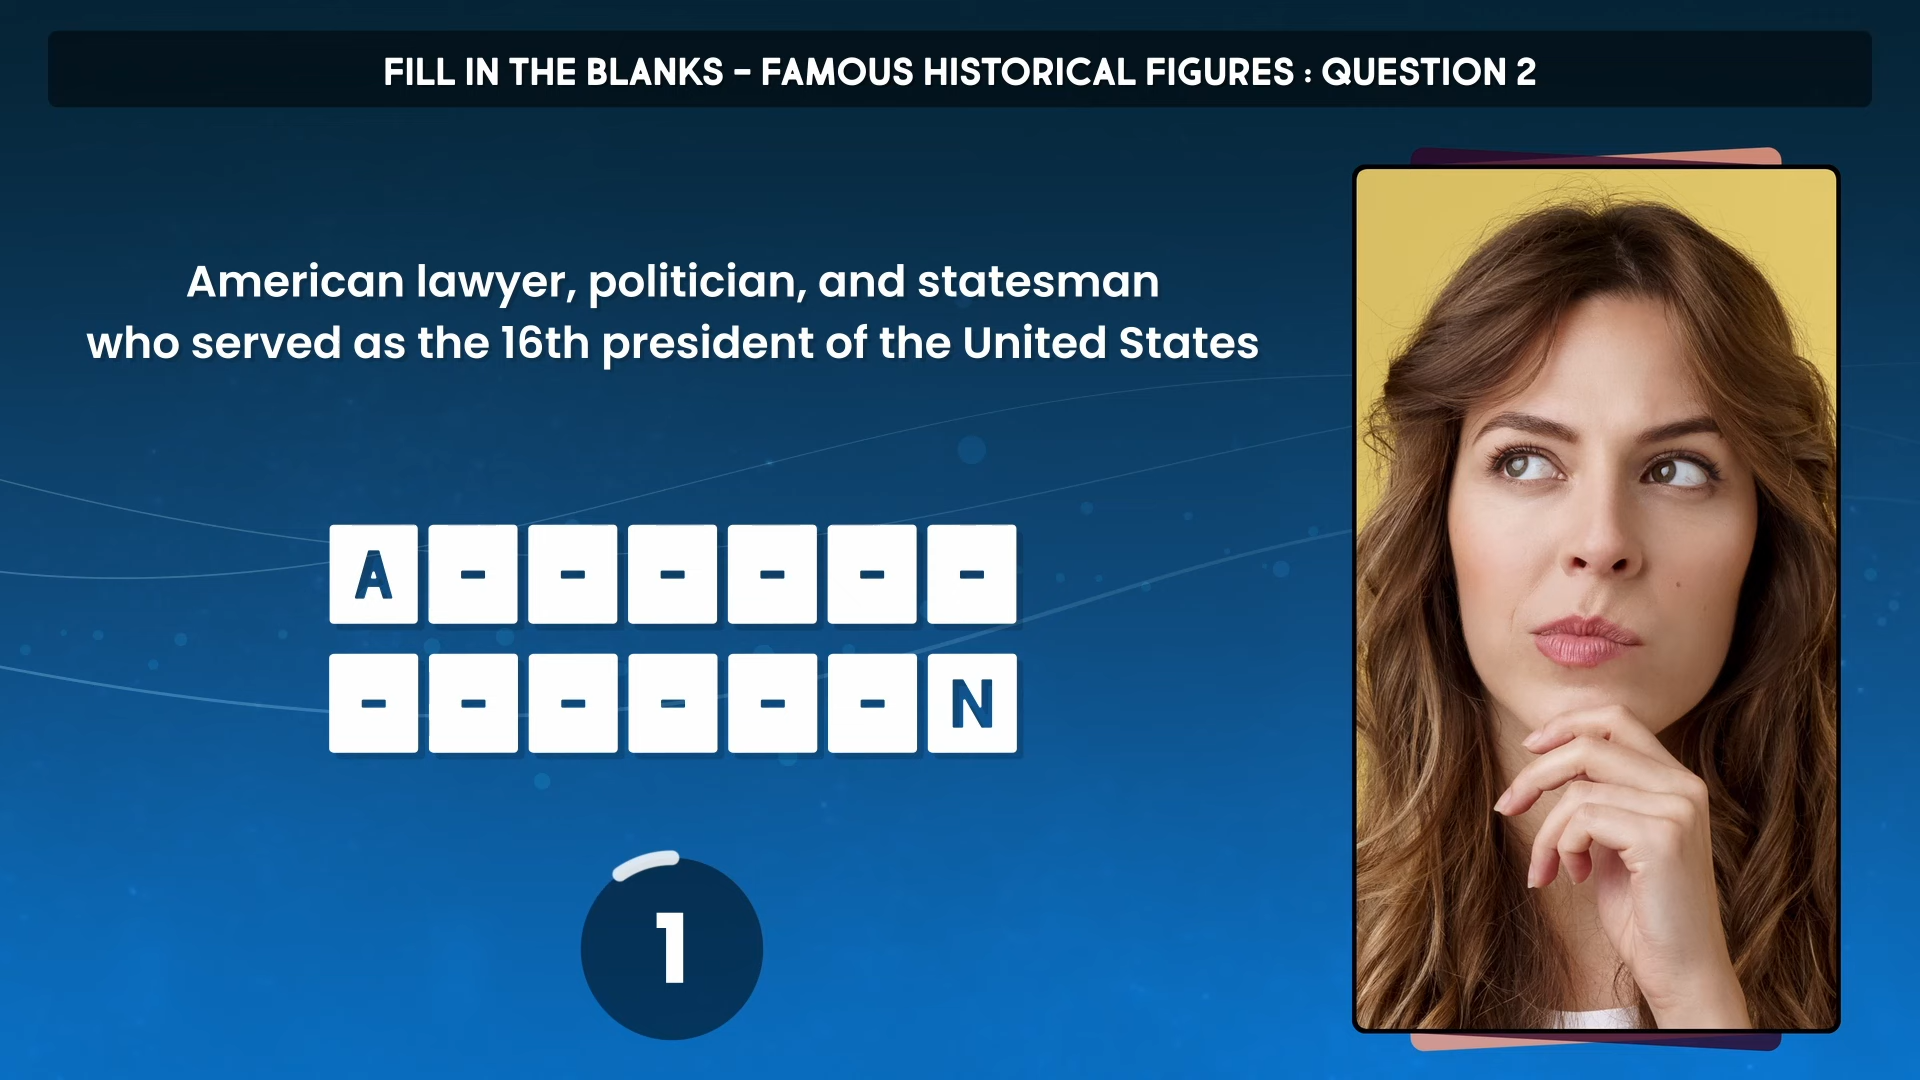 FILL IN THE BLANKS - FAMOUS HISTORICAL FIGURES : QUESTION 2
American lawyer, politician, and statesman
who served as the 16th president of the United States
A - - - - - -
- - - - - - N
1